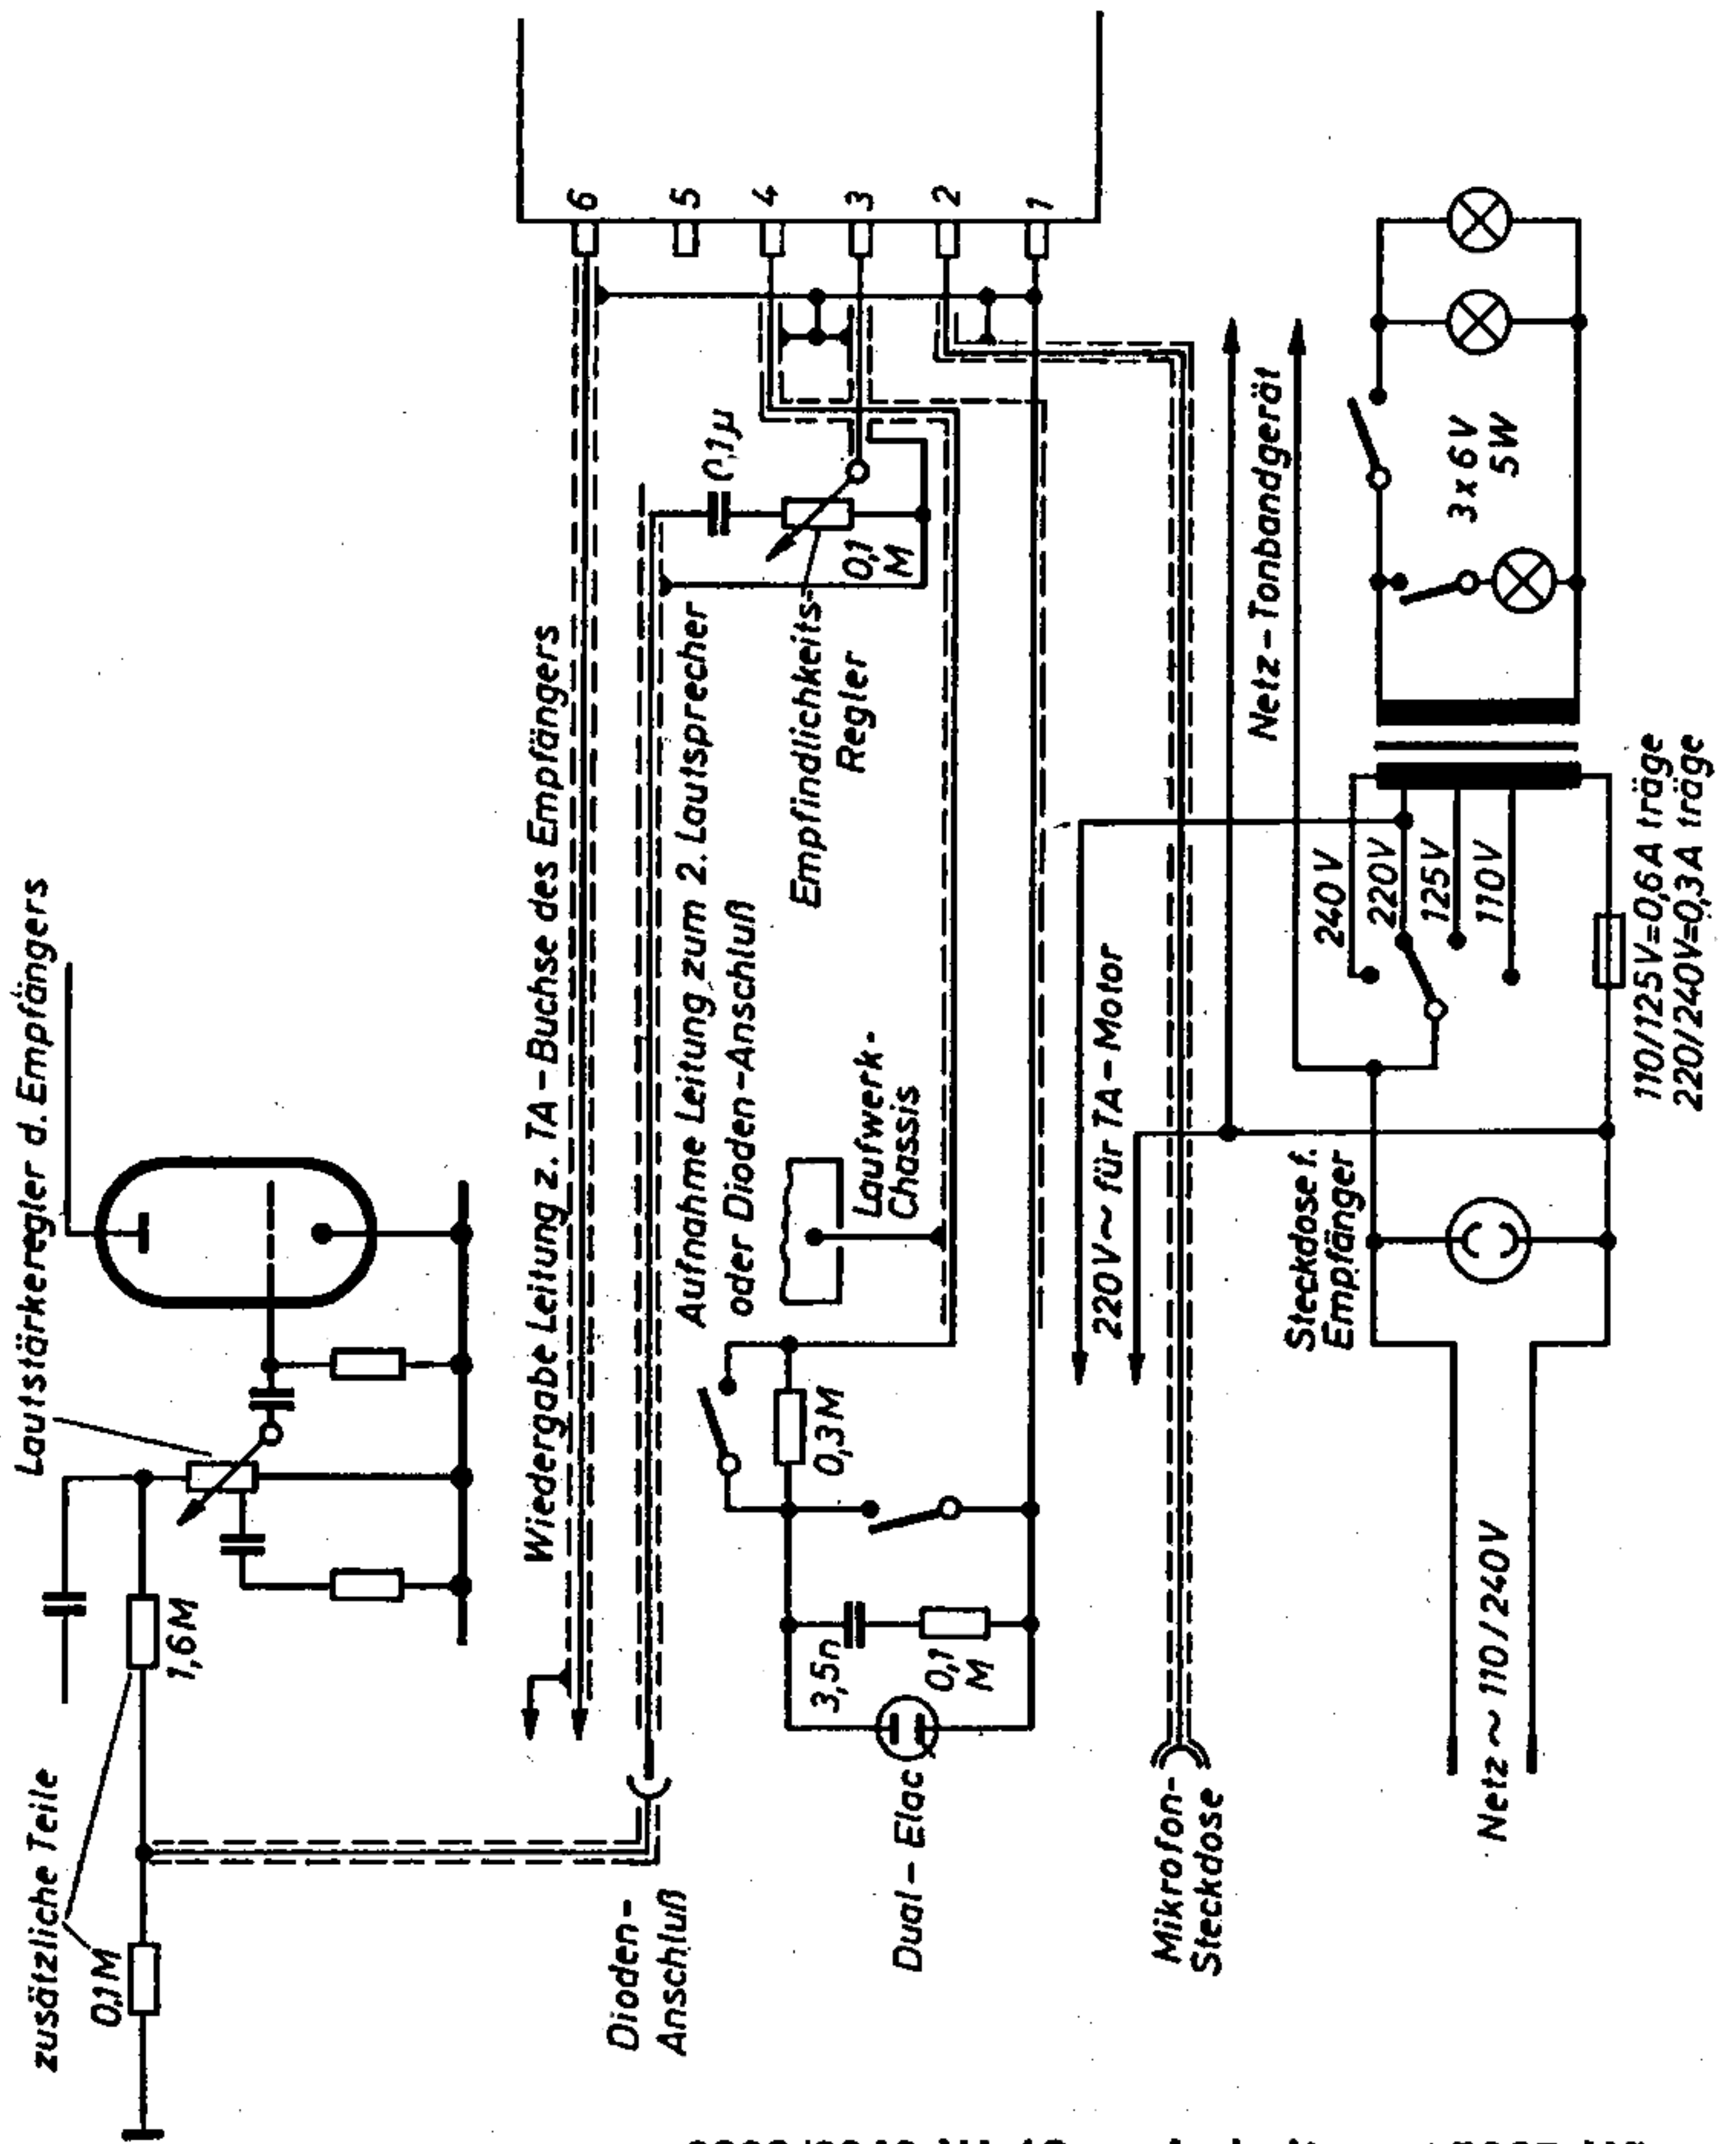 Lautstärkeregler d. Empfängers
zusätzliche Teile
0,1M
1,6M
Wiedergabe Leitung z. TA-Buchse des Empfängers
Aufnahme Leitung zum 2. Lautsprecher
oder Dioden-Anschluß
Dioden-
Anschluß
0,1µ
0,1
M
Empfindlichkeits-
Regler
Laufwerk-
Chassis
0,3M
3,5n
0,1
M
Dual-Elac
6
5
4
3
2
1
220V~ für TA-Motor
Mikrofon-
Steckdose
Netz-Tonbandgerät
Steckdose f.
Empfänger
240V
220V
125V
110V
3x6V
5W
Netz~110/240V
110/125V=0,6A träge
220/240V=0,3A träge